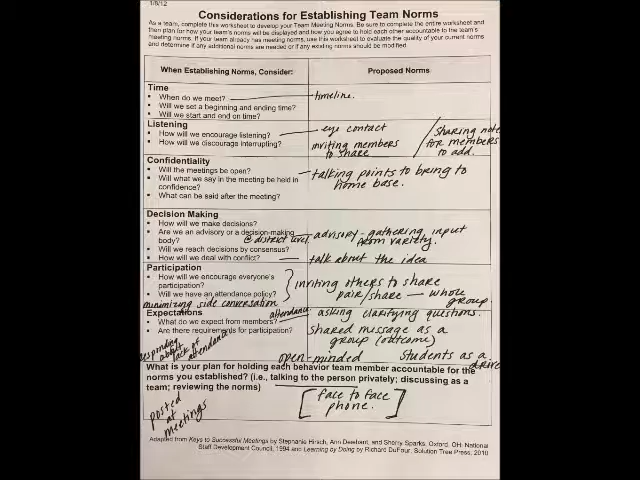 1/6/12
Considerations for Establishing Team Norms
As a team, complete this worksheet to develop your Team Meeting Norms. Be sure to complete the entire worksheet and
then plan for how your team's norms will be displayed and how you agree to hold each other accountable to the team's
meeting norms. If your team already has meeting norms, use this worksheet to evaluate the quality of your current norms
and determine if any additional norms are needed or if any existing norms should be modified.
When Establishing Norms, Consider: Proposed Norms
Time
• When do we meet? timeline.
• Will we set a beginning and ending time?
• Will we start and end on time?
Listening
• How will we encourage listening? eye contact
• How will we discourage interrupting? inviting members
to share
sharing note
for members
to add.
Confidentiality
• Will the meetings be open? talking points to bring to
home base.
• Will what we say in the meeting be held in
confidence?
• What can be said after the meeting?
Decision Making
• How will we make decisions?
• Are we an advisory or a decision-making advisory - gathering input
body? @ district level. from variety.
• Will we reach decisions by consensus?
• How will we deal with conflict? talk about the idea
Participation
• How will we encourage everyone's
participation? inviting others to share
• Will we have an attendance policy? pair/share — whole
group
minimizing side conversation
Expectations attendance asking clarifying questions.
• What do we expect from members?
• Are there requirements for participation? shared message as a
group (outcome)
responding
about
lack of
attendance
open-minded Students as a
drive
What is your plan for holding each behavior team member accountable for the
norms you established? (i.e., talking to the person privately; discussing as a
team; reviewing the norms)
[face to face
phone.]
posted
at
meetings
Adapted from Keys to Successful Meetings by Stephanie Hirsch, Ann Deehant, and Sherry Sparks, Oxford, OH: National
Staff Development Council, 1994 and Learning by Doing by Richard DuFour, Solution Tree Press, 2010